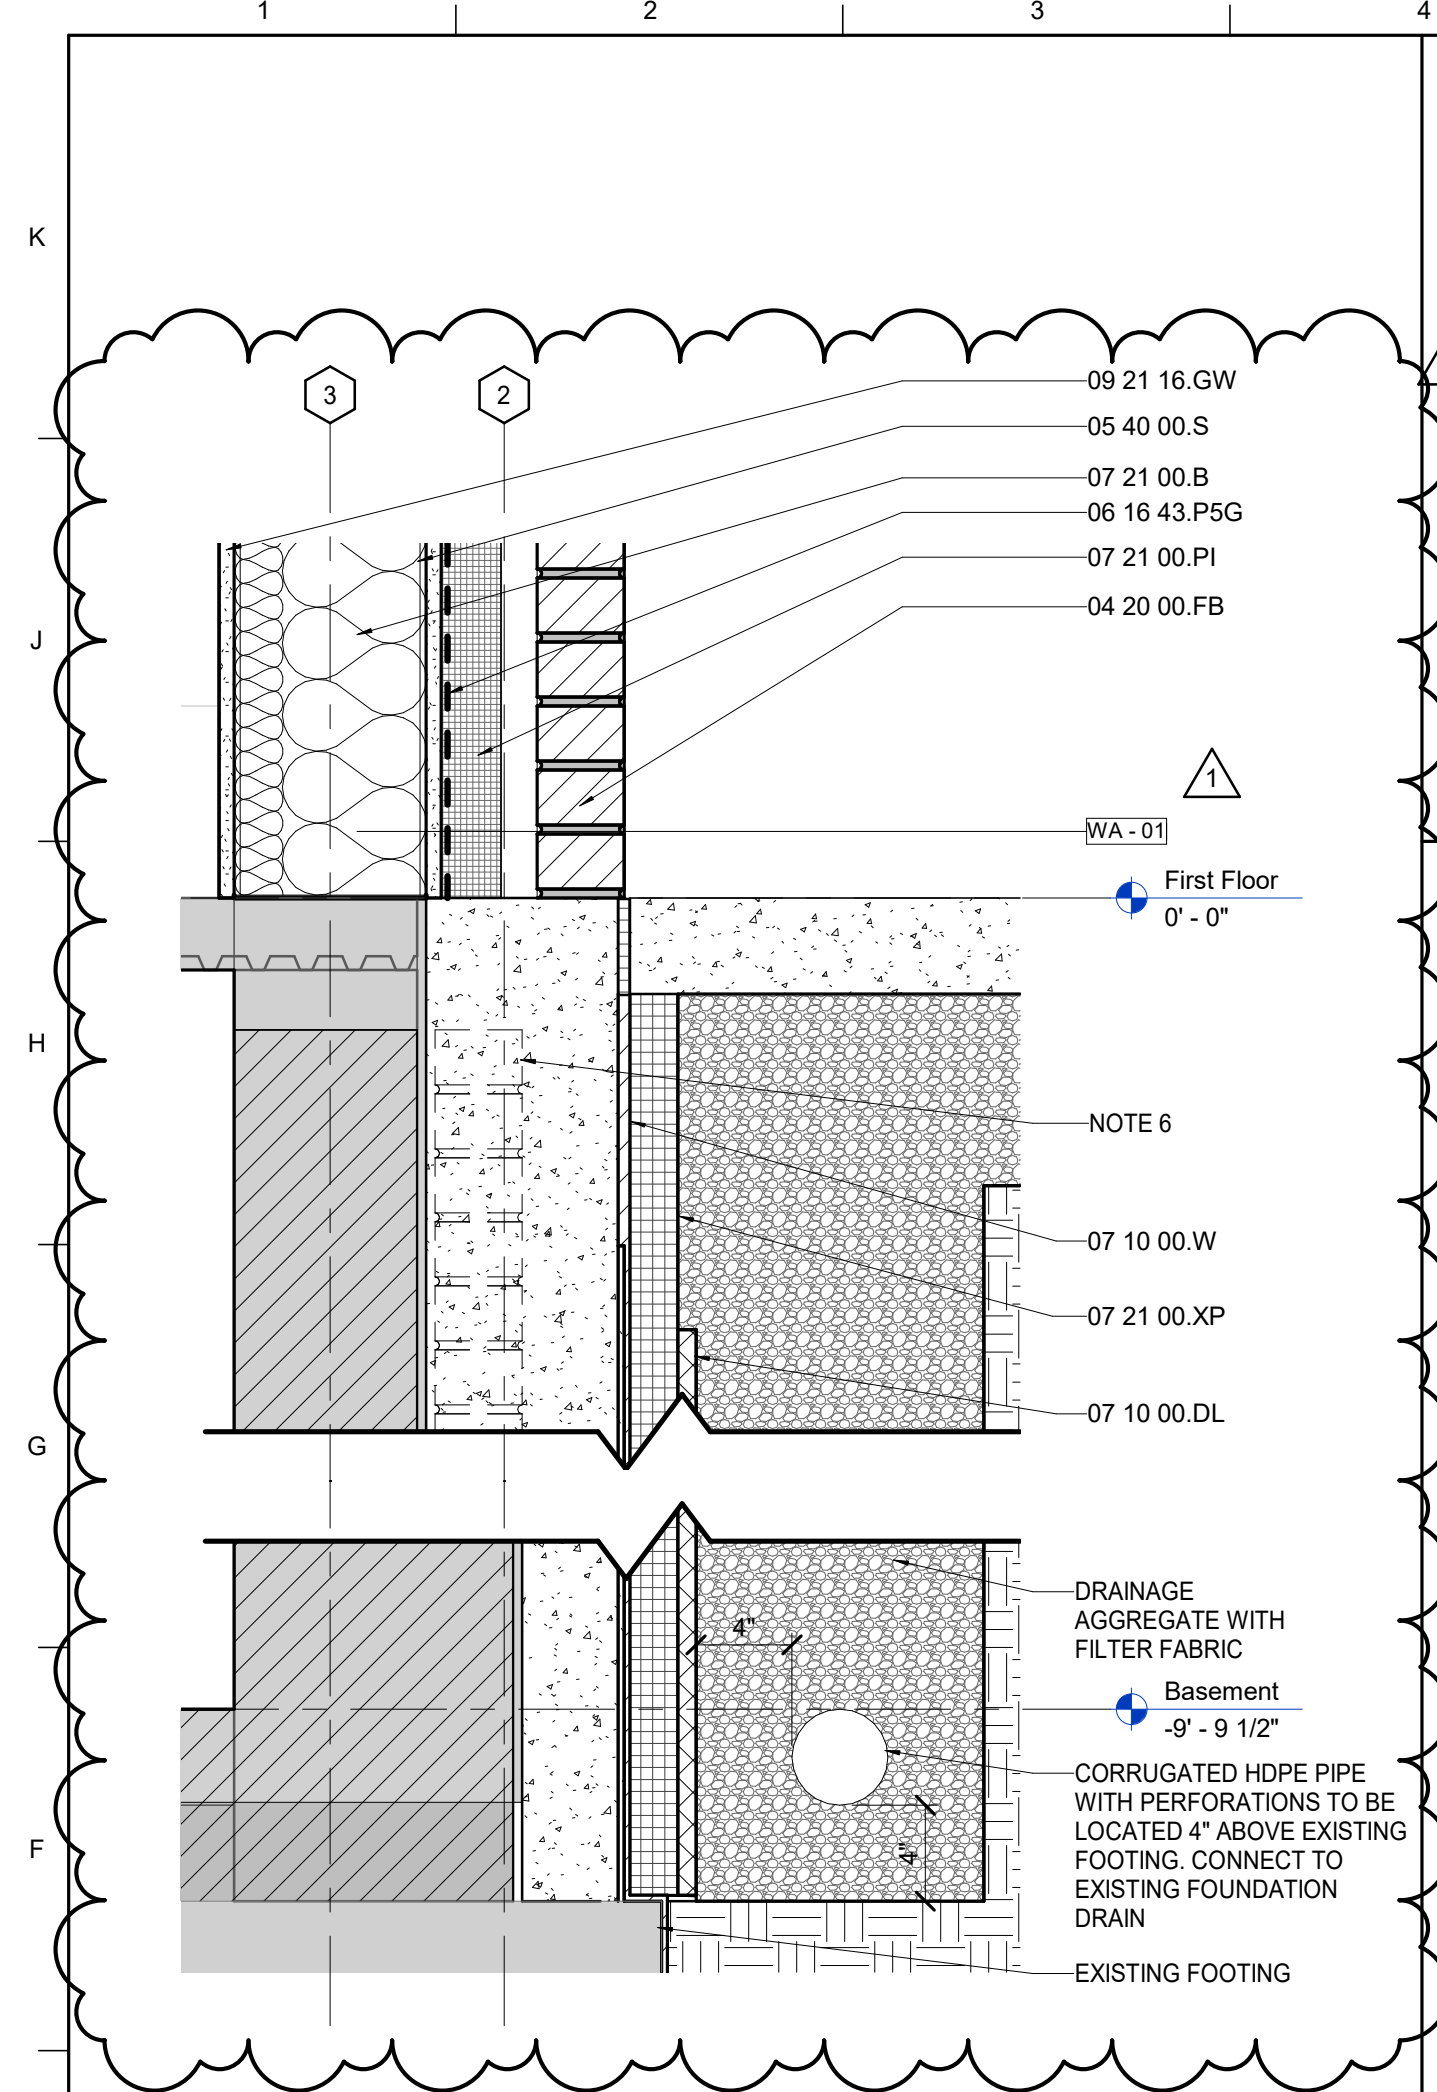 1
2
3
4
K
J
H
G
F
3
2
09 21 16.GW
05 40 00.S
07 21 00.B
06 16 43.P5G
07 21 00.PI
04 20 00.FB
1
WA - 01
First Floor
0' - 0"
NOTE 6
07 10 00.W
07 21 00.XP
07 10 00.DL
DRAINAGE
AGGREGATE WITH
FILTER FABRIC
4"
Basement
-9' - 9 1/2"
CORRUGATED HDPE PIPE
WITH PERFORATIONS TO BE
LOCATED 4" ABOVE EXISTING
FOOTING. CONNECT TO
EXISTING FOUNDATION
DRAIN
4"
EXISTING FOOTING